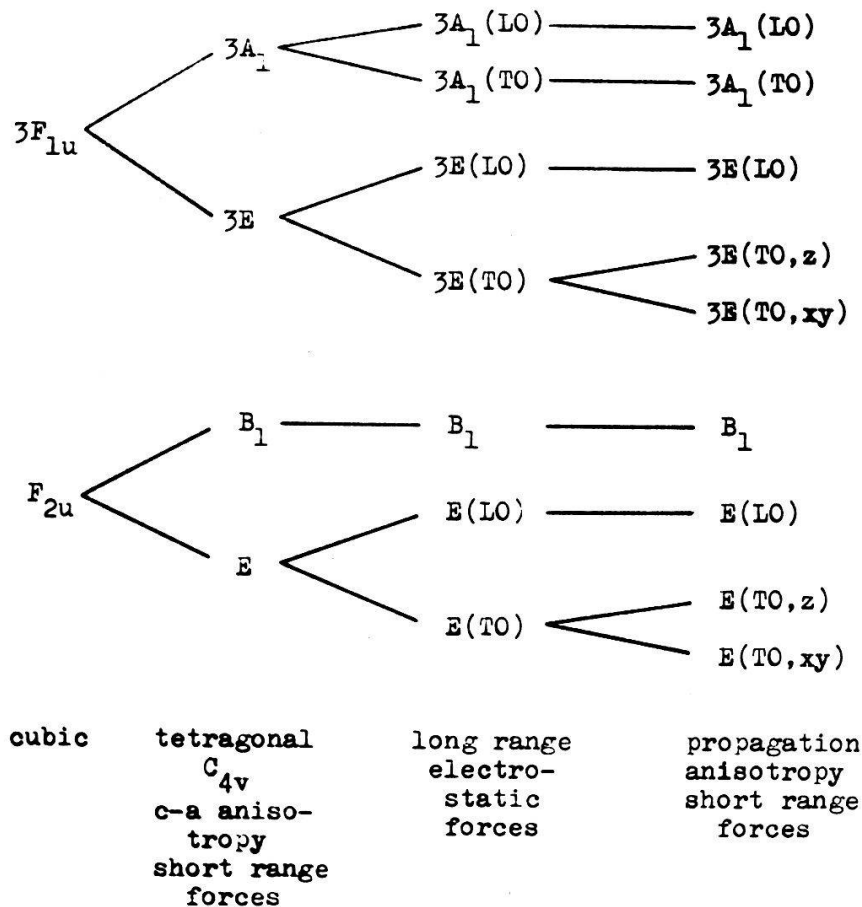 3A1(LO) 3A1(LO)
3A1
3A1(TO) 3A1(TO)
3F1u
3E(LO) 3E(LO)
3E
3E(TO,z)
3E(TO)
3E(TO,xy)
B1 B1 B1
F2u
E(LO) E(LO)
E
E(TO,z)
E(TO)
E(TO,xy)
cubic
tetragonal
C4v
c-a aniso-
tropy
short range
forces
long range
electro-
static
forces
propagation
anisotropy
short range
forces